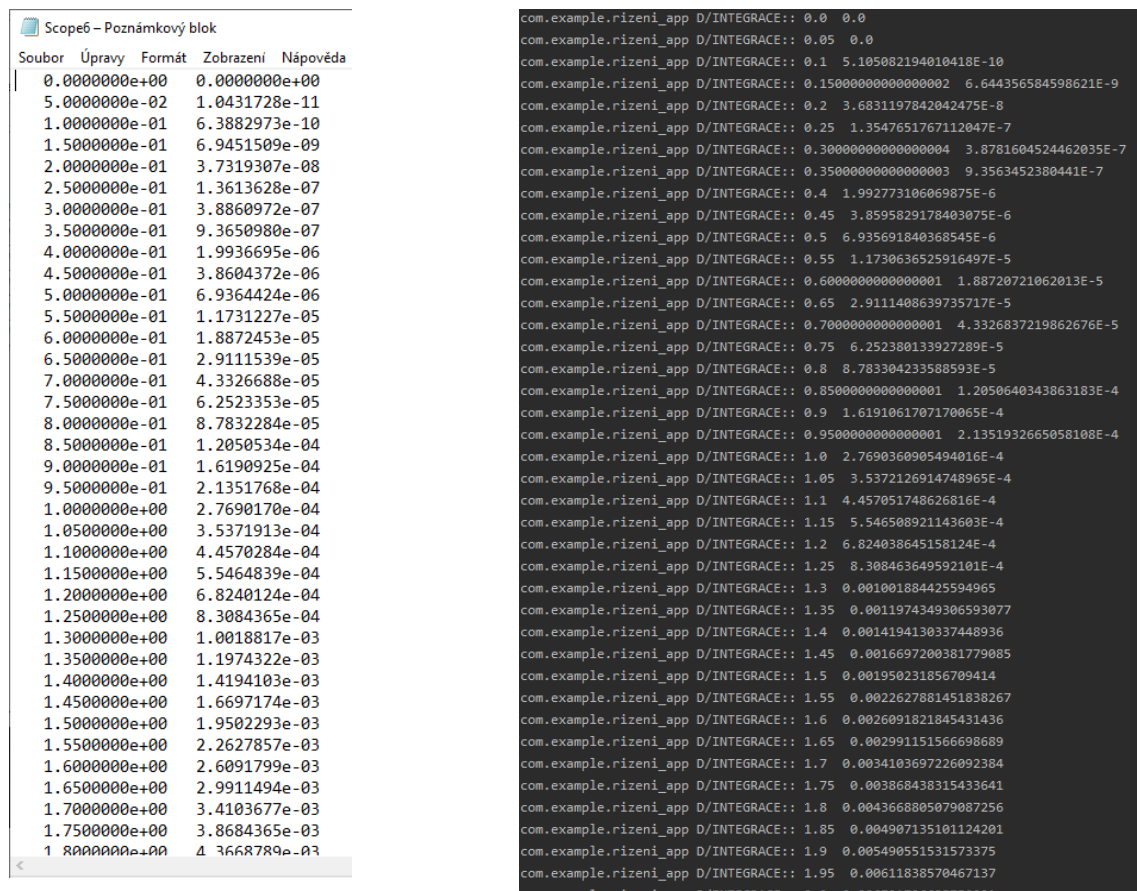 Scope6 – Poznámkový blok
Soubor Úpravy Formát Zobrazení Nápověda
0.0000000e+00 0.0000000e+00
5.0000000e-02 1.0431728e-11
1.0000000e-01 6.3882973e-10
1.5000000e-01 6.9451509e-09
2.0000000e-01 3.7319307e-08
2.5000000e-01 1.3613628e-07
3.0000000e-01 3.8860972e-07
3.5000000e-01 9.3650980e-07
4.0000000e-01 1.9936695e-06
4.5000000e-01 3.8604372e-06
5.0000000e-01 6.9364424e-06
5.5000000e-01 1.1731227e-05
6.0000000e-01 1.8872453e-05
6.5000000e-01 2.9111539e-05
7.0000000e-01 4.3326688e-05
7.5000000e-01 6.2523353e-05
8.0000000e-01 8.7832284e-05
8.5000000e-01 1.2050534e-04
9.0000000e-01 1.6190925e-04
9.5000000e-01 2.1351768e-04
1.0000000e+00 2.7690170e-04
1.0500000e+00 3.5371913e-04
1.1000000e+00 4.4570284e-04
1.1500000e+00 5.5464839e-04
1.2000000e+00 6.8240124e-04
1.2500000e+00 8.3084365e-04
1.3000000e+00 1.0018817e-03
1.3500000e+00 1.1974322e-03
1.4000000e+00 1.4194103e-03
1.4500000e+00 1.6697174e-03
1.5000000e+00 1.9502293e-03
1.5500000e+00 2.2627857e-03
1.6000000e+00 2.6091799e-03
1.6500000e+00 2.9911494e-03
1.7000000e+00 3.4103677e-03
1.7500000e+00 3.8684365e-03
1.8000000e+00 4.3668789e-03
com.example.rizeni_app D/INTEGRACE:: 0.0 0.0
com.example.rizeni_app D/INTEGRACE:: 0.05 0.0
com.example.rizeni_app D/INTEGRACE:: 0.1 5.105082194010418E-10
com.example.rizeni_app D/INTEGRACE:: 0.15000000000000002 6.644356584598621E-9
com.example.rizeni_app D/INTEGRACE:: 0.2 3.6831197842042475E-8
com.example.rizeni_app D/INTEGRACE:: 0.25 1.3547651767112047E-7
com.example.rizeni_app D/INTEGRACE:: 0.30000000000000004 3.8781604524462035E-7
com.example.rizeni_app D/INTEGRACE:: 0.35000000000000003 9.3563452380441E-7
com.example.rizeni_app D/INTEGRACE:: 0.4 1.992773106069875E-6
com.example.rizeni_app D/INTEGRACE:: 0.45 3.8595829178403075E-6
com.example.rizeni_app D/INTEGRACE:: 0.5 6.935691840368545E-6
com.example.rizeni_app D/INTEGRACE:: 0.55 1.1730636525916497E-5
com.example.rizeni_app D/INTEGRACE:: 0.6000000000000001 1.88720721062013E-5
com.example.rizeni_app D/INTEGRACE:: 0.65 2.9111408639735717E-5
com.example.rizeni_app D/INTEGRACE:: 0.7000000000000001 4.3326837219862676E-5
com.example.rizeni_app D/INTEGRACE:: 0.75 6.252380133927289E-5
com.example.rizeni_app D/INTEGRACE:: 0.8 8.783304233588593E-5
com.example.rizeni_app D/INTEGRACE:: 0.8500000000000001 1.2050640343863183E-4
com.example.rizeni_app D/INTEGRACE:: 0.9 1.6191061707170065E-4
com.example.rizeni_app D/INTEGRACE:: 0.9500000000000001 2.1351932665058108E-4
com.example.rizeni_app D/INTEGRACE:: 1.0 2.7690360905494016E-4
com.example.rizeni_app D/INTEGRACE:: 1.05 3.5372126914748965E-4
com.example.rizeni_app D/INTEGRACE:: 1.1 4.457051748626816E-4
com.example.rizeni_app D/INTEGRACE:: 1.15 5.546508921143603E-4
com.example.rizeni_app D/INTEGRACE:: 1.2 6.824038645158124E-4
com.example.rizeni_app D/INTEGRACE:: 1.25 8.308463649592101E-4
com.example.rizeni_app D/INTEGRACE:: 1.3 0.001001884425594965
com.example.rizeni_app D/INTEGRACE:: 1.35 0.0011974349306593077
com.example.rizeni_app D/INTEGRACE:: 1.4 0.0014194130337448936
com.example.rizeni_app D/INTEGRACE:: 1.45 0.0016697200381779085
com.example.rizeni_app D/INTEGRACE:: 1.5 0.001950231856709414
com.example.rizeni_app D/INTEGRACE:: 1.55 0.0022627881451838267
com.example.rizeni_app D/INTEGRACE:: 1.6 0.0026091821845431436
com.example.rizeni_app D/INTEGRACE:: 1.65 0.002991151566698689
com.example.rizeni_app D/INTEGRACE:: 1.7 0.0034103697226092384
com.example.rizeni_app D/INTEGRACE:: 1.75 0.003868438315433641
com.example.rizeni_app D/INTEGRACE:: 1.8 0.0043668805079087256
com.example.rizeni_app D/INTEGRACE:: 1.85 0.004907135101124201
com.example.rizeni_app D/INTEGRACE:: 1.9 0.005490551531573375
com.example.rizeni_app D/INTEGRACE:: 1.95 0.00611838570467137